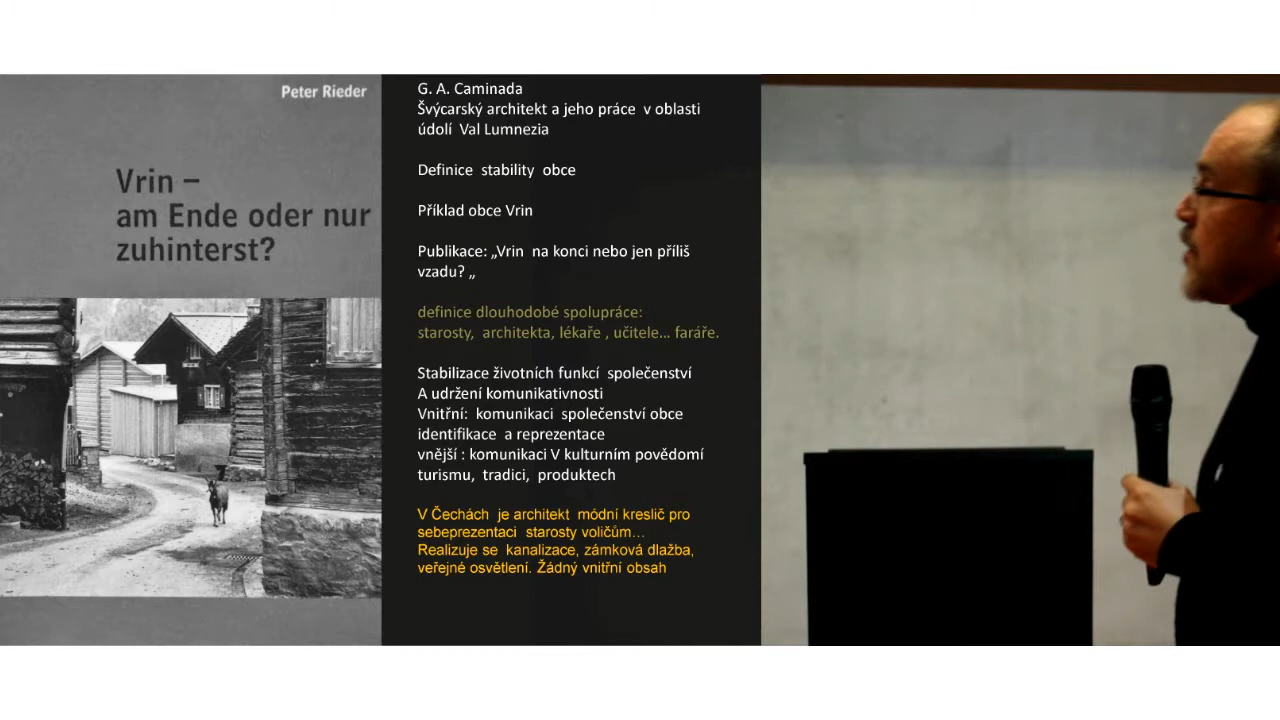 Peter Rieder
Vrin –
am Ende oder nur
zuhinterst?
G. A. Caminada
Švýcarský architekt a jeho práce v oblasti
údolí Val Lumnezia
Definice stability obce
Příklad obce Vrin
Publikace: „Vrin na konci nebo jen příliš
vzadu? „
definice dlouhodobé spolupráce:
starosty, architekta, lékaře , učitele... faráře.
Stabilizace životních funkcí společenství
A udržení komunikativnosti
Vnitřní: komunikaci společenství obce
identifikace a reprezentace
vnější : komunikaci V kulturním povědomí
turismu, tradici, produktech
V Čechách je architekt módní kreslič pro
sebeprezentaci starosty voličům...
Realizuje se kanalizace, zámková dlažba,
veřejné osvětlení. Žádný vnitřní obsah